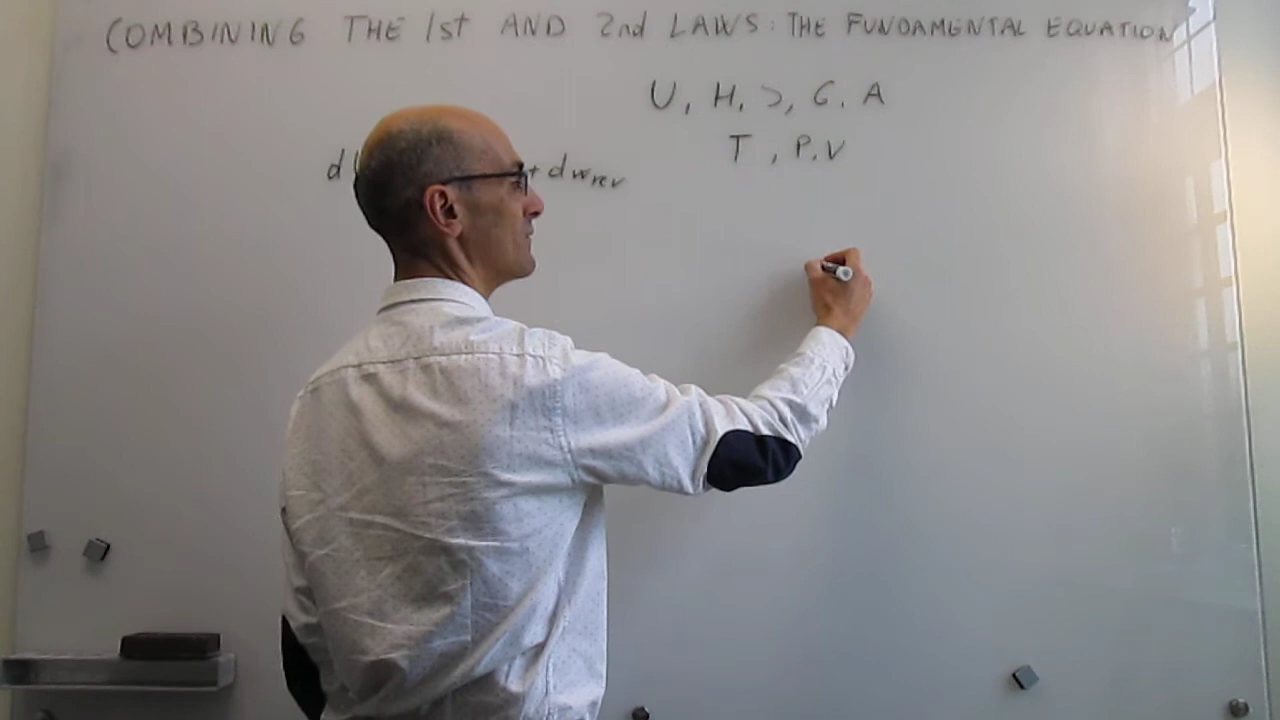 COMBINING THE 1st AND 2nd LAWS: THE FUNDAMENTAL EQUATION
U, H, S, G, A
T, P, V
d + dwrev